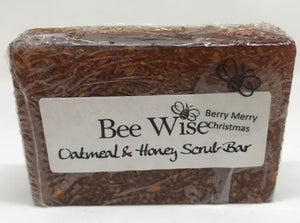 Berry Merry
Christmas
Bee Wise
Oatmeal & Honey Scrub Bar